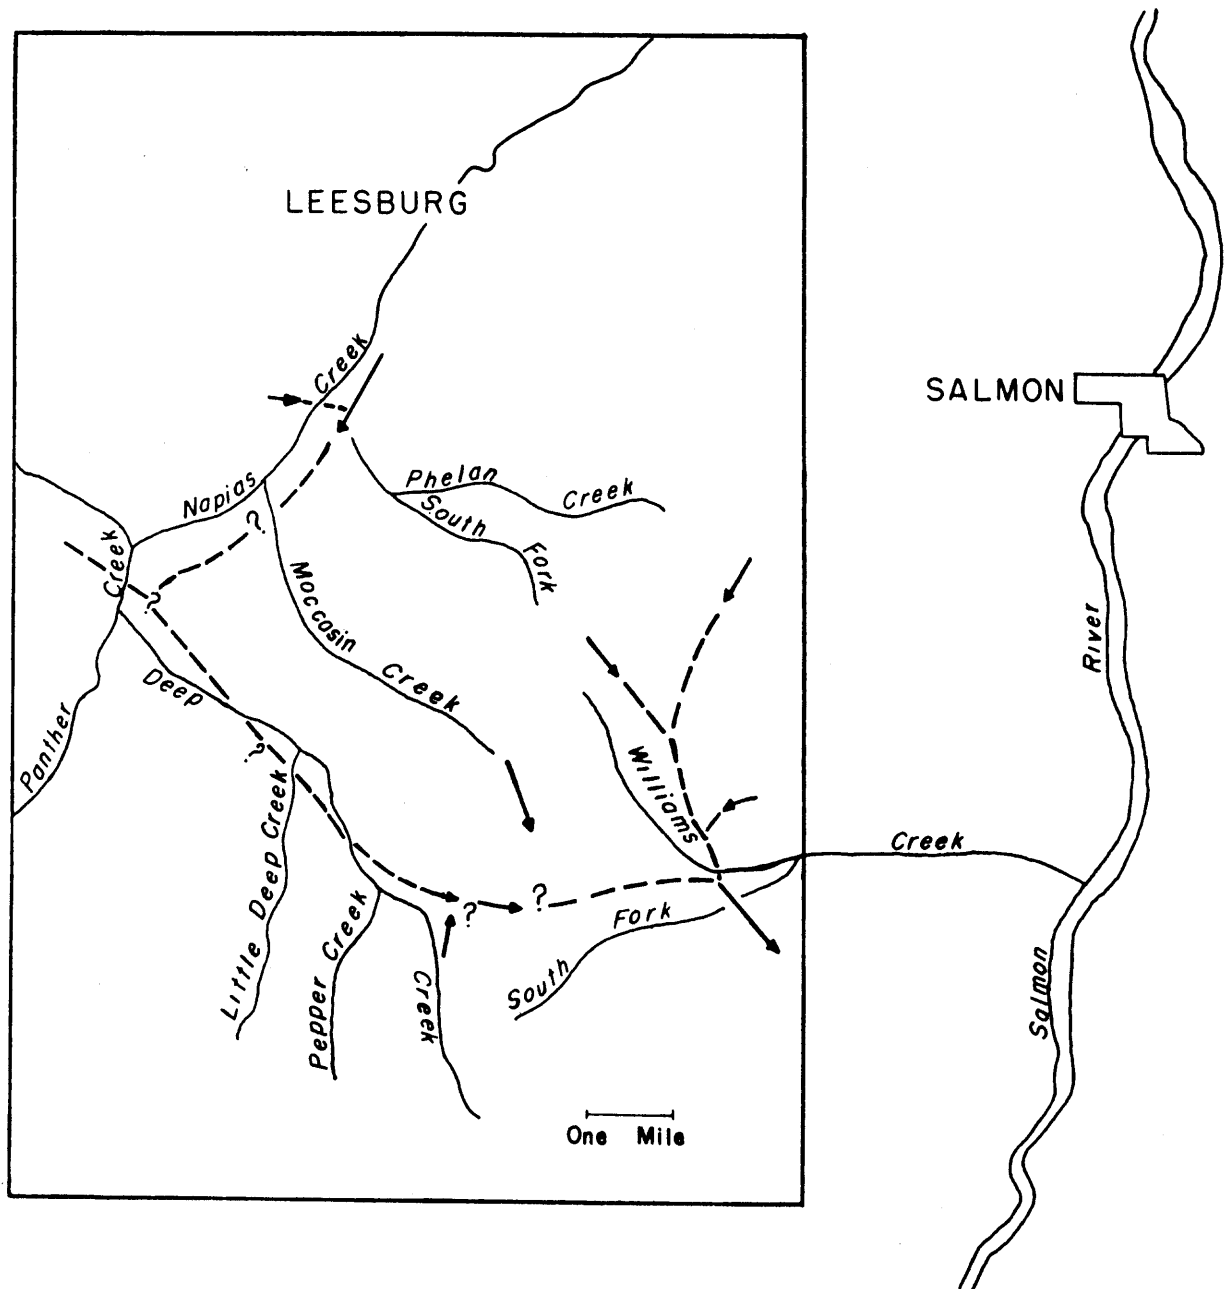 LEESBURG
Creek
SALMON
Napias
Phelan
Creek
South
Fork
?
Creek
?
Moccasin
Creek
River
Deep
Panther
?
Williams
Little Deep Creek
Creek
Pepper Creek
?
?
Fork
South
Creek
Salmon
One Mile